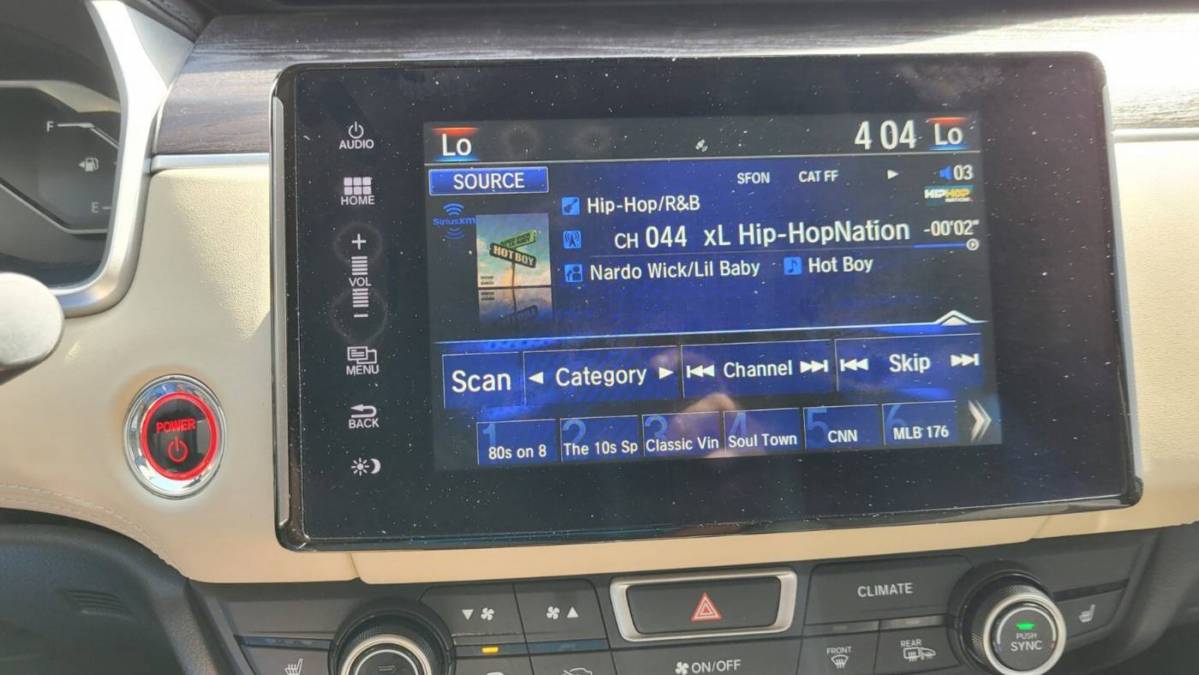 F
E
AUDIO
HOME
+
VOL
−
MENU
BACK
POWER
Lo
4 04 Lo
SOURCE
SFON CAT FF 03
SiriusXM
HIPHOP
Hip-Hop/R&B
CH 044 xL Hip-HopNation -00'02"
HOT BOY
Nardo Wick/Lil Baby Hot Boy
Scan Category Channel Skip
1 80s on 8
2 The 10s Sp
3 Classic Vin
4 Soul Town
5 CNN
6 MLB 176
CLIMATE
ON/OFF
FRONT
REAR
PUSH
SYNC